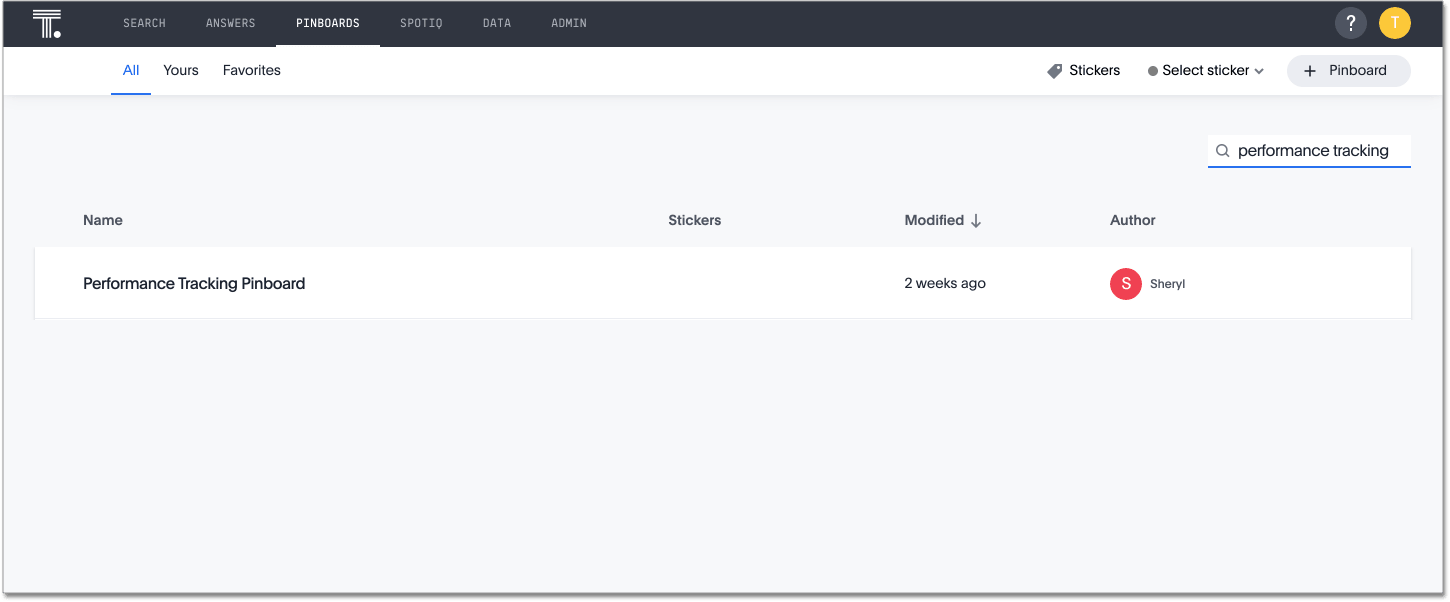 T. SEARCH ANSWERS PINBOARDS SPOTIQ DATA ADMIN ? T
All Yours Favorites Stickers Select sticker + Pinboard
performance tracking
Name Stickers Modified ↓ Author
Performance Tracking Pinboard 2 weeks ago S Sheryl